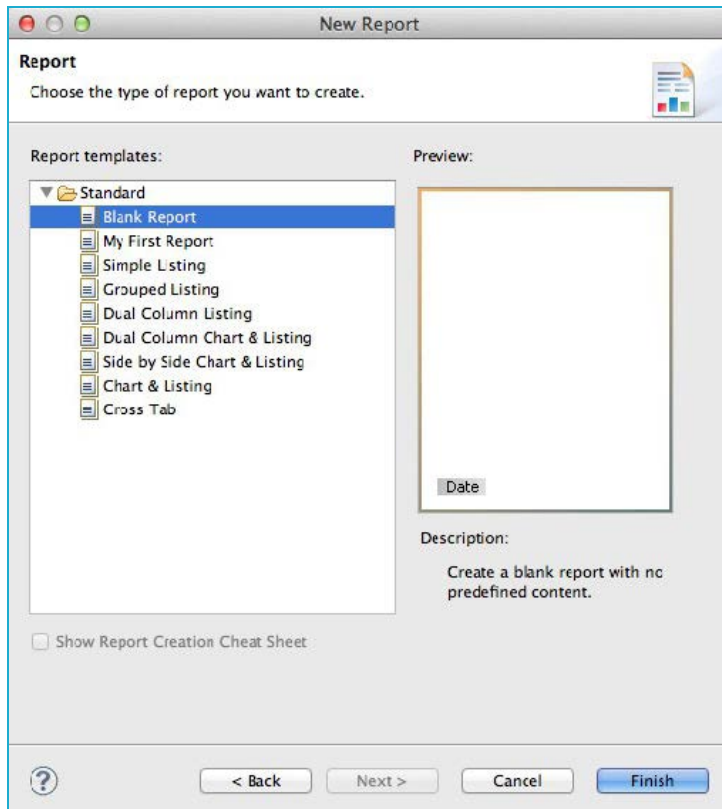 New Report
Report
Choose the type of report you want to create.
Report templates:
Standard
Blank Report
My First Report
Simple Listing
Grouped Listing
Dual Column Listing
Dual Column Chart & Listing
Side by Side Chart & Listing
Chart & Listing
Cross Tab
Show Report Creation Cheat Sheet
Preview:
Date
Description:
Create a blank report with no
predefined content.
?
< Back
Next >
Cancel
Finish